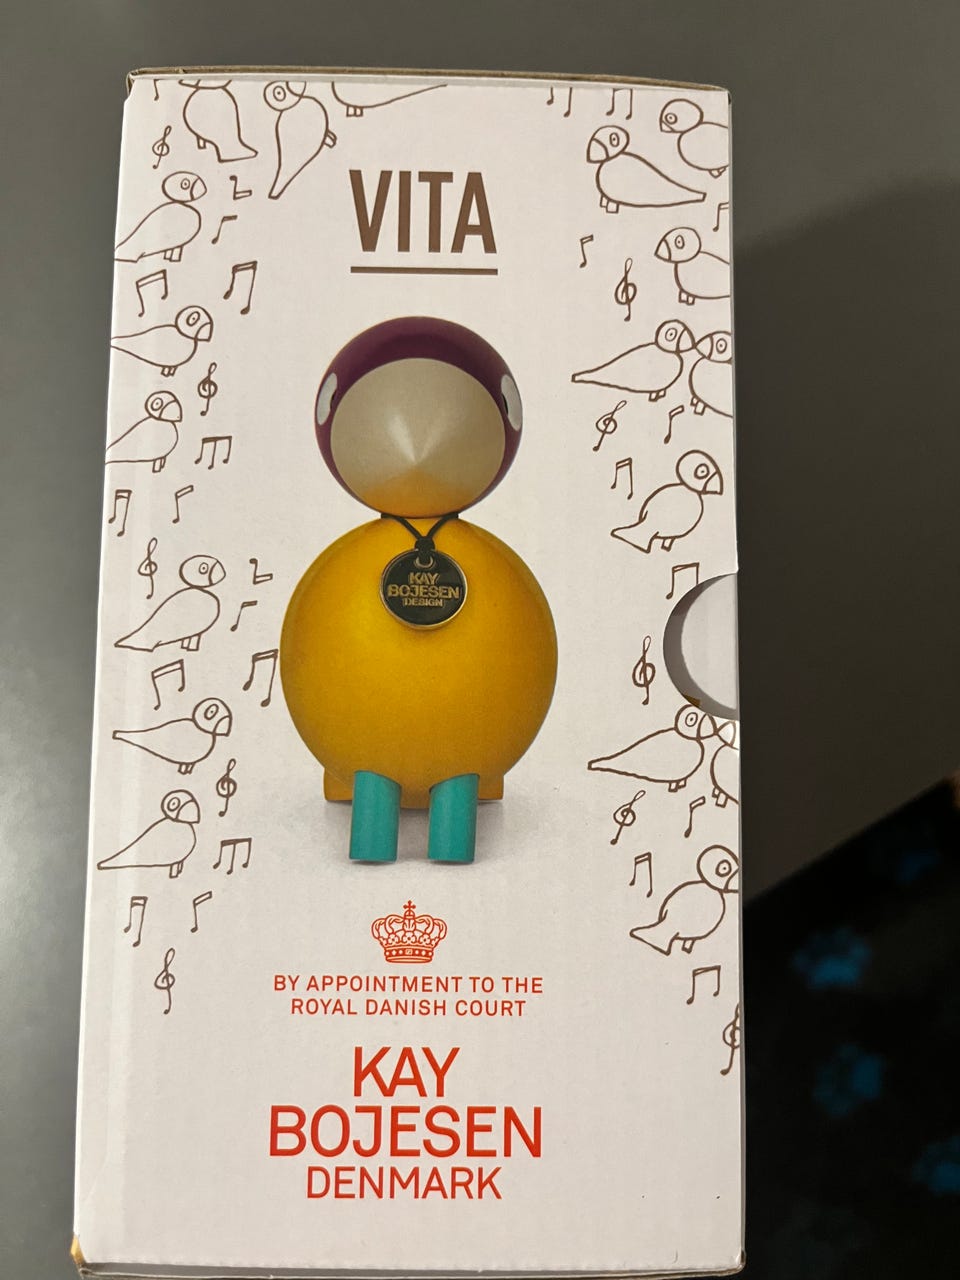 VITA
KAY
BOJESEN
DESIGN
BY APPOINTMENT TO THE
ROYAL DANISH COURT
KAY
BOJESEN
DENMARK